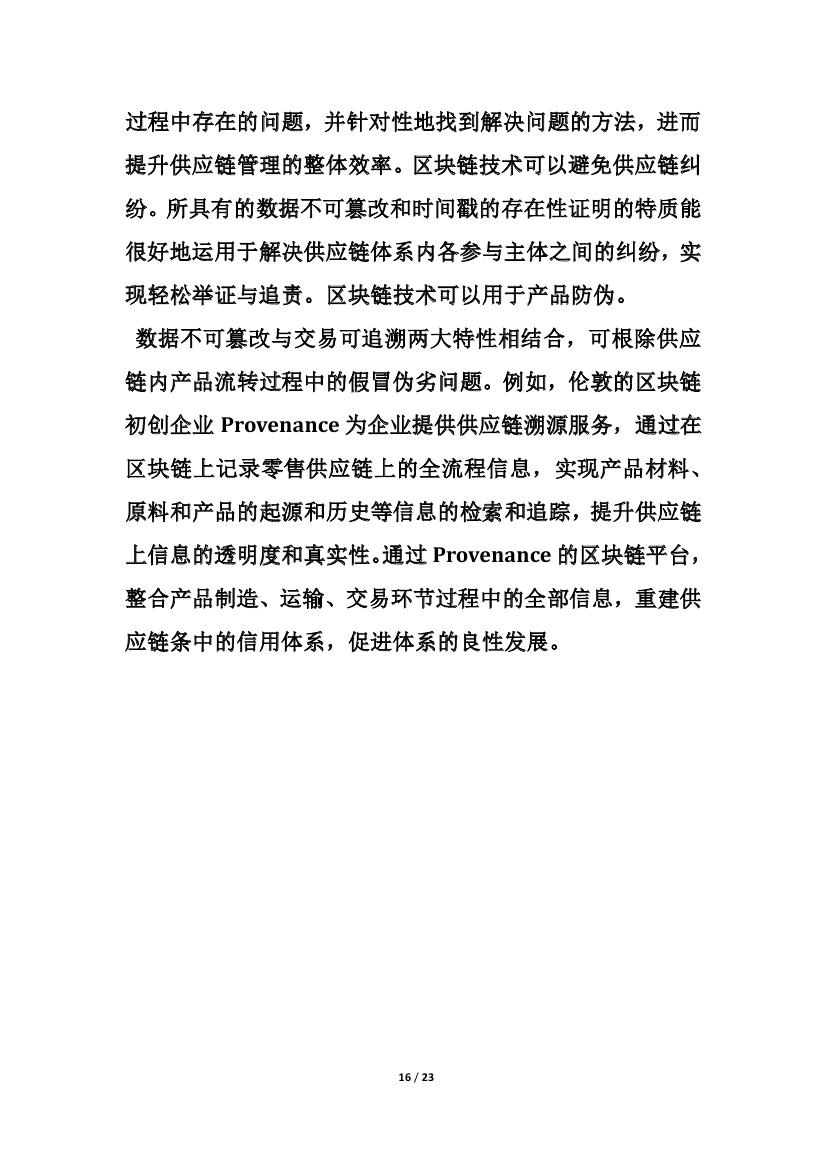 过程中存在的问题，并针对性地找到解决问题的方法，进而
提升供应链管理的整体效率。区块链技术可以避免供应链纠
纷。所具有的数据不可篡改和时间戳的存在性证明的特质能
很好地运用于解决供应链体系内各参与主体之间的纠纷，实
现轻松举证与追责。区块链技术可以用于产品防伪。
数据不可篡改与交易可追溯两大特性相结合，可根除供应
链内产品流转过程中的假冒伪劣问题。例如，伦敦的区块链
初创企业 Provenance 为企业提供供应链溯源服务，通过在
区块链上记录零售供应链上的全流程信息，实现产品材料、
原料和产品的起源和历史等信息的检索和追踪，提升供应链
上信息的透明度和真实性。通过 Provenance 的区块链平台，
整合产品制造、运输、交易环节过程中的全部信息，重建供
应链条中的信用体系，促进体系的良性发展。
16 / 23